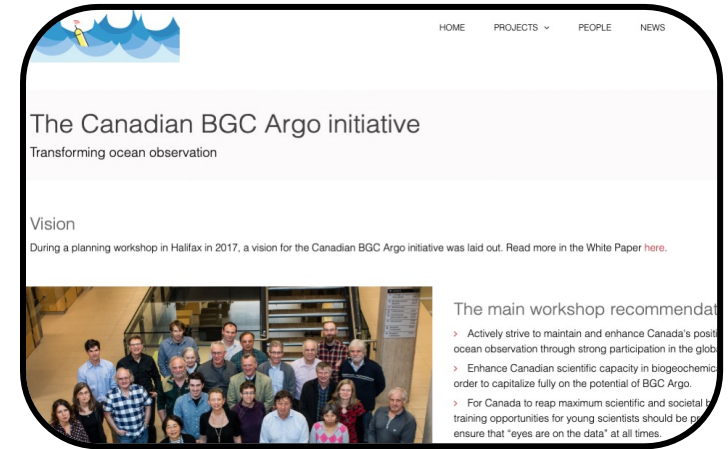 HOME PROJECTS PEOPLE NEWS
The Canadian BGC Argo initiative
Transforming ocean observation
Vision
During a planning workshop in Halifax in 2017, a vision for the Canadian BGC Argo initiative was laid out. Read more in the White Paper here.
The main workshop
Actively strive to maintain and enhance Canada's
ocean observation through strong participation in the
Enhance Canadian scientific capacity in
order to capitalize fully on the potential of BGC Argo.
For Canada to reap maximum scientific and societal
training opportunities for young scientists should be
ensure that “eyes are on the data” at all times.